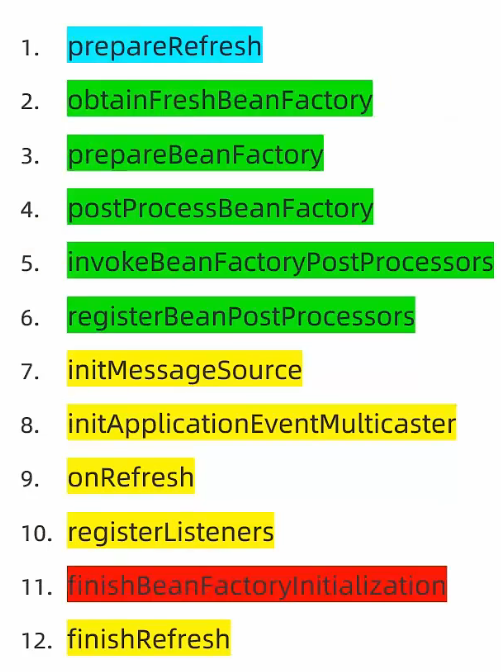 1. prepareRefresh
2. obtainFreshBeanFactory
3. prepareBeanFactory
4. postProcessBeanFactory
5. invokeBeanFactoryPostProcessors
6. registerBeanPostProcessors
7. initMessageSource
8. initApplicationEventMulticaster
9. onRefresh
10. registerListeners
11. finishBeanFactoryInitialization
12. finishRefresh